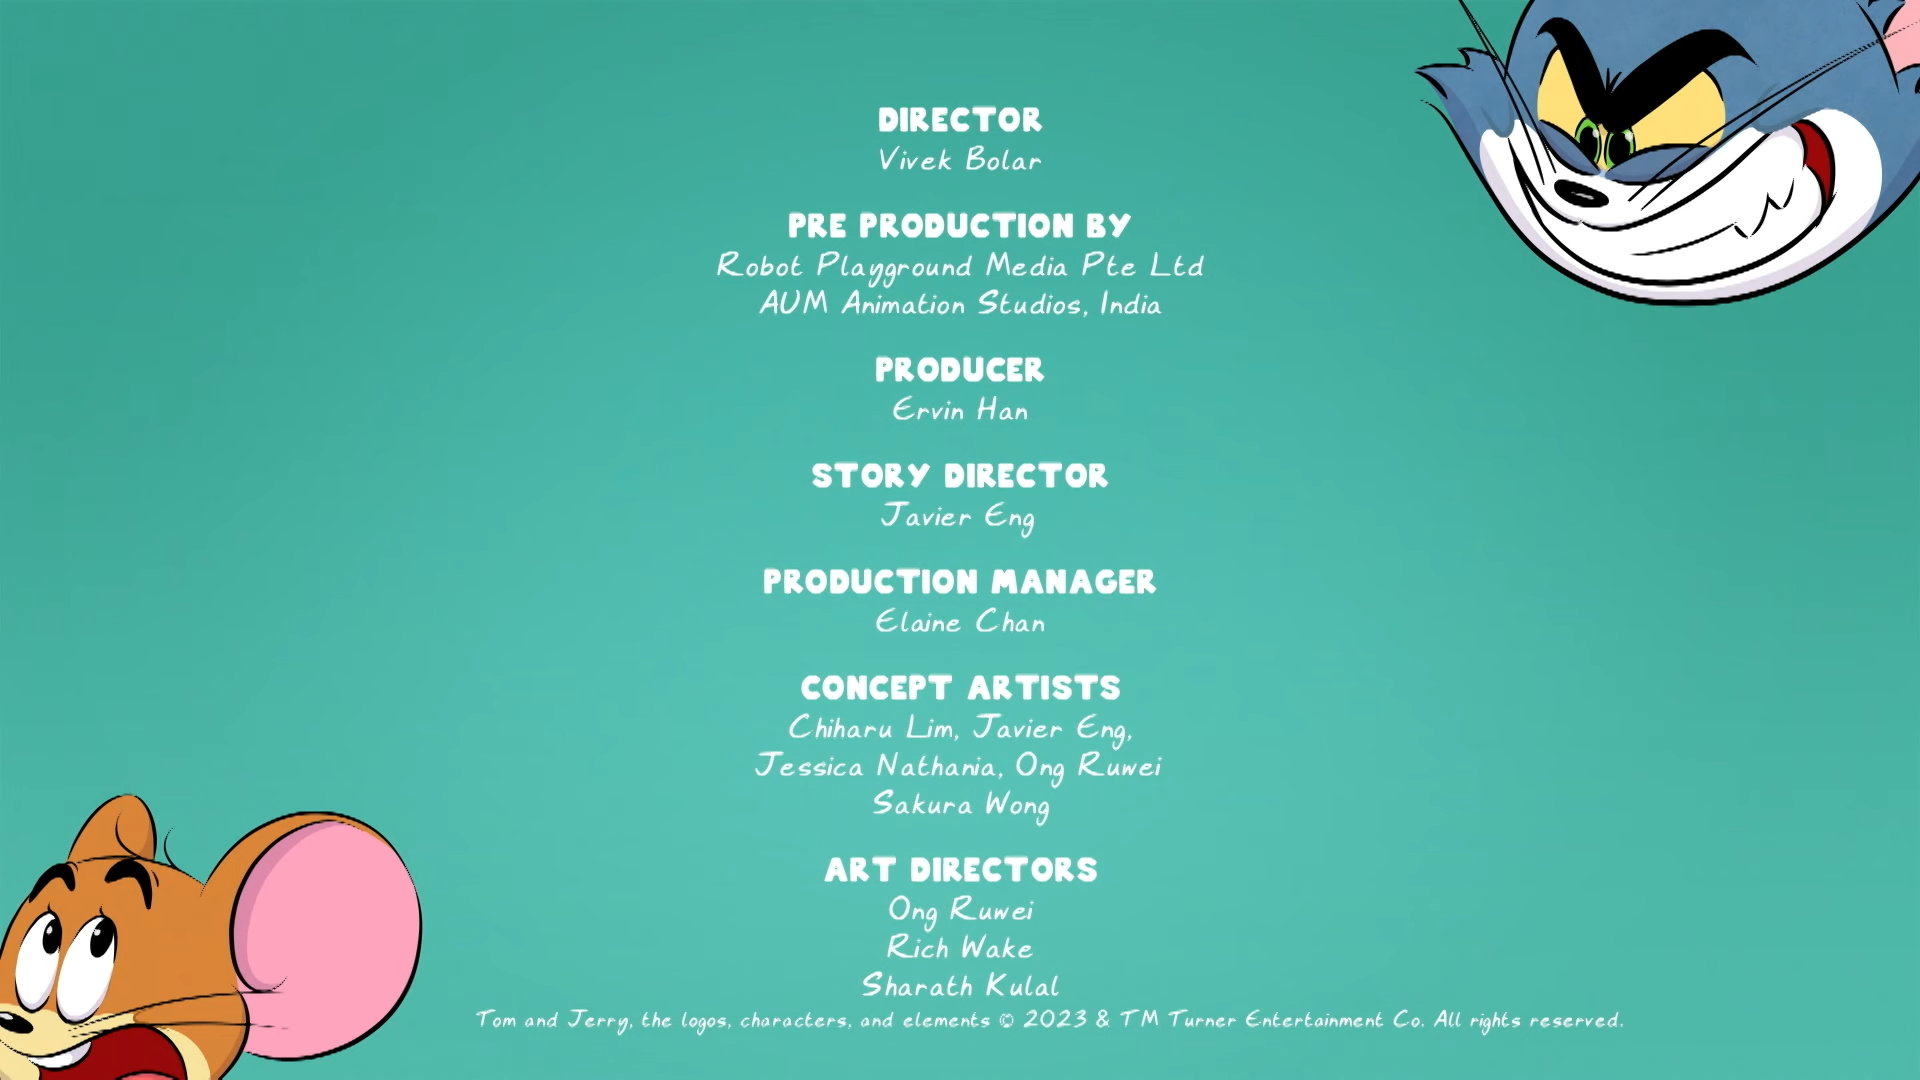 DIRECTOR
Vivek Bolar
PRE PRODUCTION BY
Robot Playground Media Pte Ltd
AUM Animation Studios, India
PRODUCER
Ervin Han
STORY DIRECTOR
Javier Eng
PRODUCTION MANAGER
Elaine Chan
CONCEPT ARTISTS
Chiharu Lim, Javier Eng,
Jessica Nathania, Ong Ruwei
Sakura Wong
ART DIRECTORS
Ong Ruwei
Rich Wake
Sharath Kulal
Tom and Jerry, the logos, characters, and elements © 2023 & TM Turner Entertainment Co. All rights reserved.